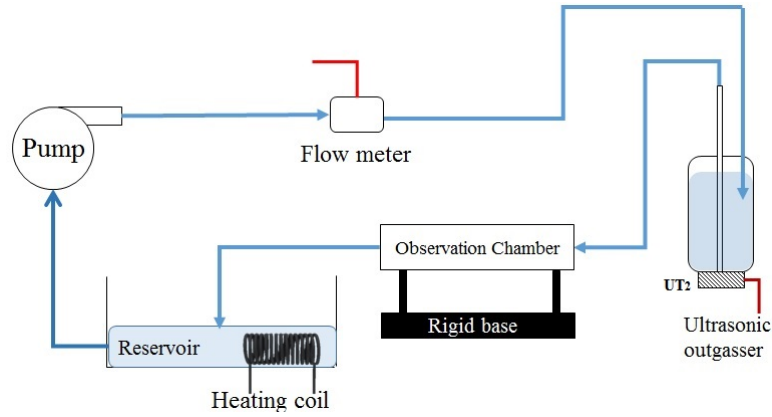 Pump
Flow meter
Observation Chamber
UT2
Rigid base
Ultrasonic
outgasser
Reservoir
Heating coil